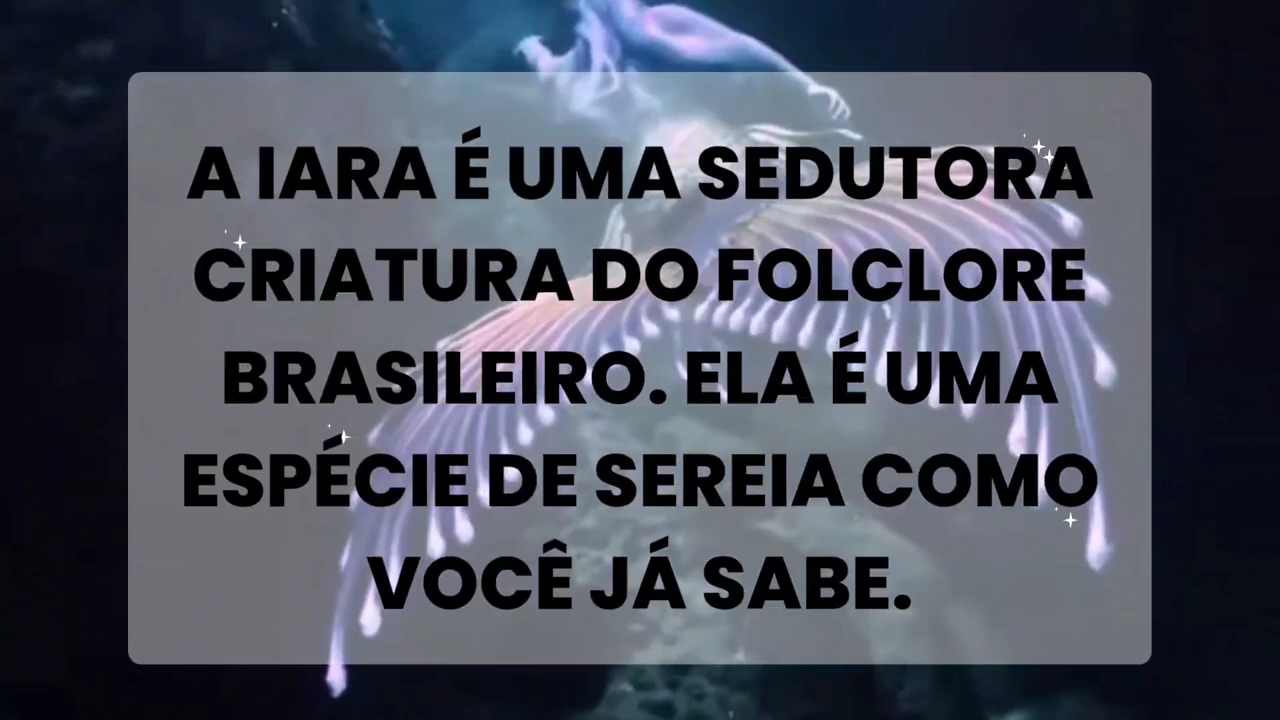 A IARA É UMA SEDUTORA
CRIATURA DO FOLCLORE
BRASILEIRO. ELA É UMA
ESPÉCIE DE SEREIA COMO
VOCÊ JÁ SABE.